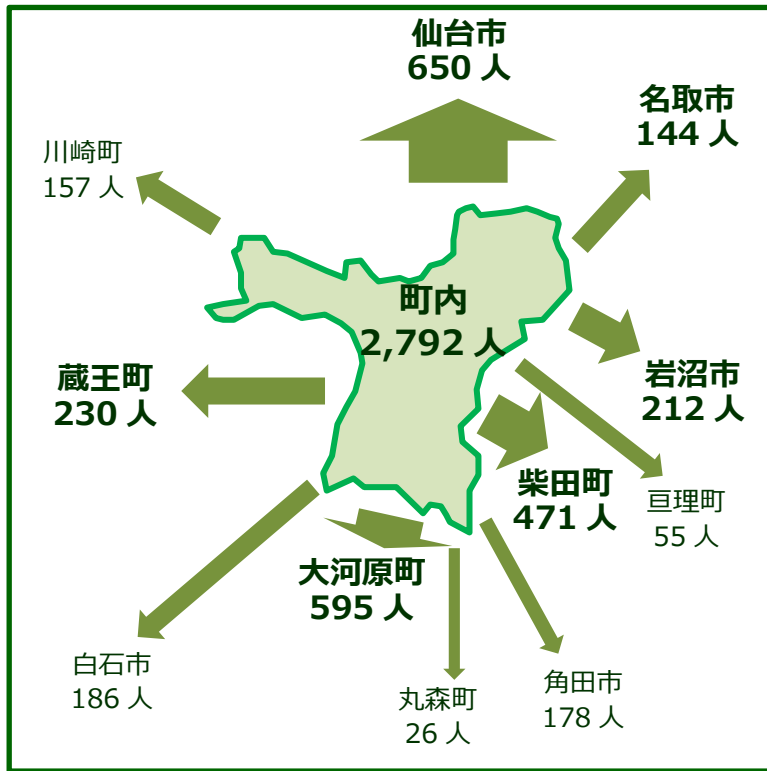 仙台市
650 人
名取市
144 人
川崎町
157 人
町内
2,792 人
蔵王町
230 人
岩沼市
212 人
柴田町
471 人
亘理町
55 人
大河原町
595 人
白石市
186 人
丸森町
26 人
角田市
178 人